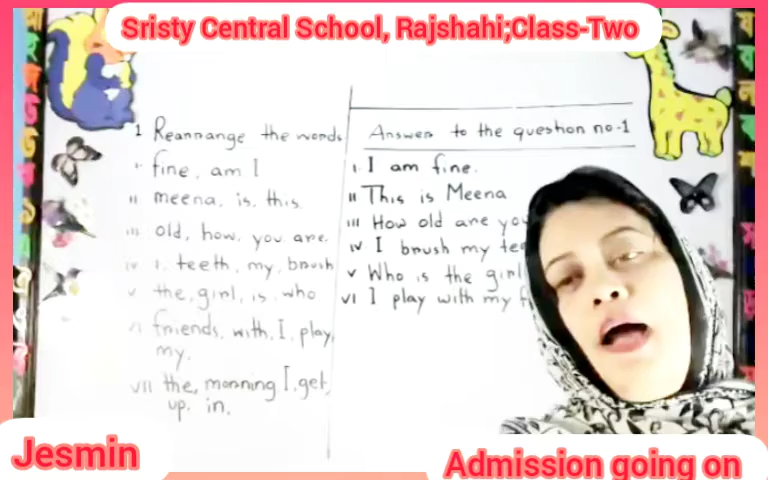 Sristy Central School, Rajshahi;Class-Two
1 Rearrange the words
i fine, am I
ii meena, is, this.
iii old, how, you are.
iv I, teeth, my, brush
v the, girl, is, who
vi friends, with, I, play,
my.
vii the, morning I, get,
up, in.
Answer to the question no-1
i. I am fine.
ii This is Meena
iii How old are you
iv I brush my
v Who is the girl
vi I play with my
Jesmin
Admission going on